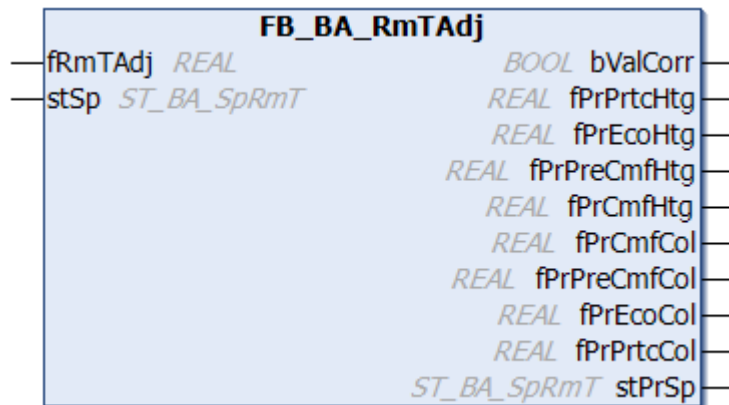 FB_BA_RmTAdj
fRmTAdj REAL BOOL bValCorr
stSp ST_BA_SpRmT REAL fPrPrtcHtg
REAL fPrEcoHtg
REAL fPrPreCmfHtg
REAL fPrCmfHtg
REAL fPrCmfCol
REAL fPrPreCmfCol
REAL fPrEcoCol
REAL fPrPrtcCol
ST_BA_SpRmT stPrSp